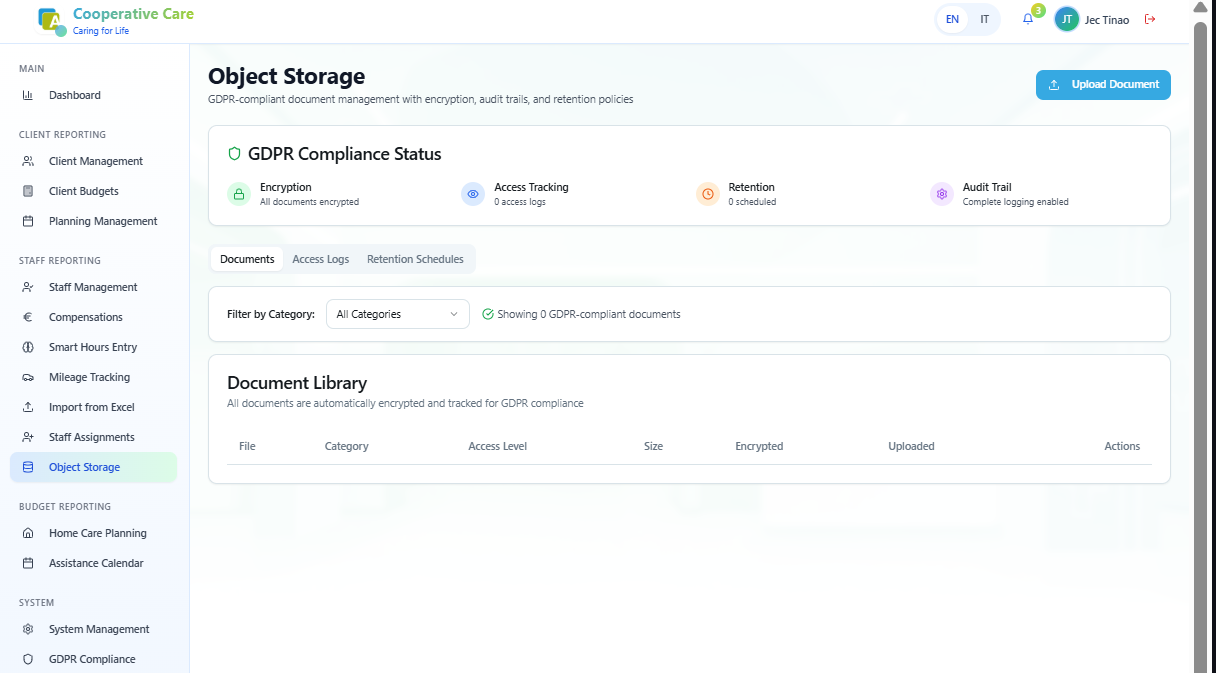 A
Cooperative Care
Caring for Life
EN
IT
3
JT
Jec Tinao
MAIN
Dashboard
CLIENT REPORTING
Client Management
Client Budgets
Planning Management
STAFF REPORTING
Staff Management
Compensations
Smart Hours Entry
Mileage Tracking
Import from Excel
Staff Assignments
Object Storage
BUDGET REPORTING
Home Care Planning
Assistance Calendar
SYSTEM
System Management
GDPR Compliance
Object Storage
GDPR-compliant document management with encryption, audit trails, and retention policies
Upload Document
GDPR Compliance Status
Encryption
All documents encrypted
Access Tracking
0 access logs
Retention
0 scheduled
Audit Trail
Complete logging enabled
Documents Access Logs Retention Schedules
Filter by Category: All Categories Showing 0 GDPR-compliant documents
Document Library
All documents are automatically encrypted and tracked for GDPR compliance
File Category Access Level Size Encrypted Uploaded Actions